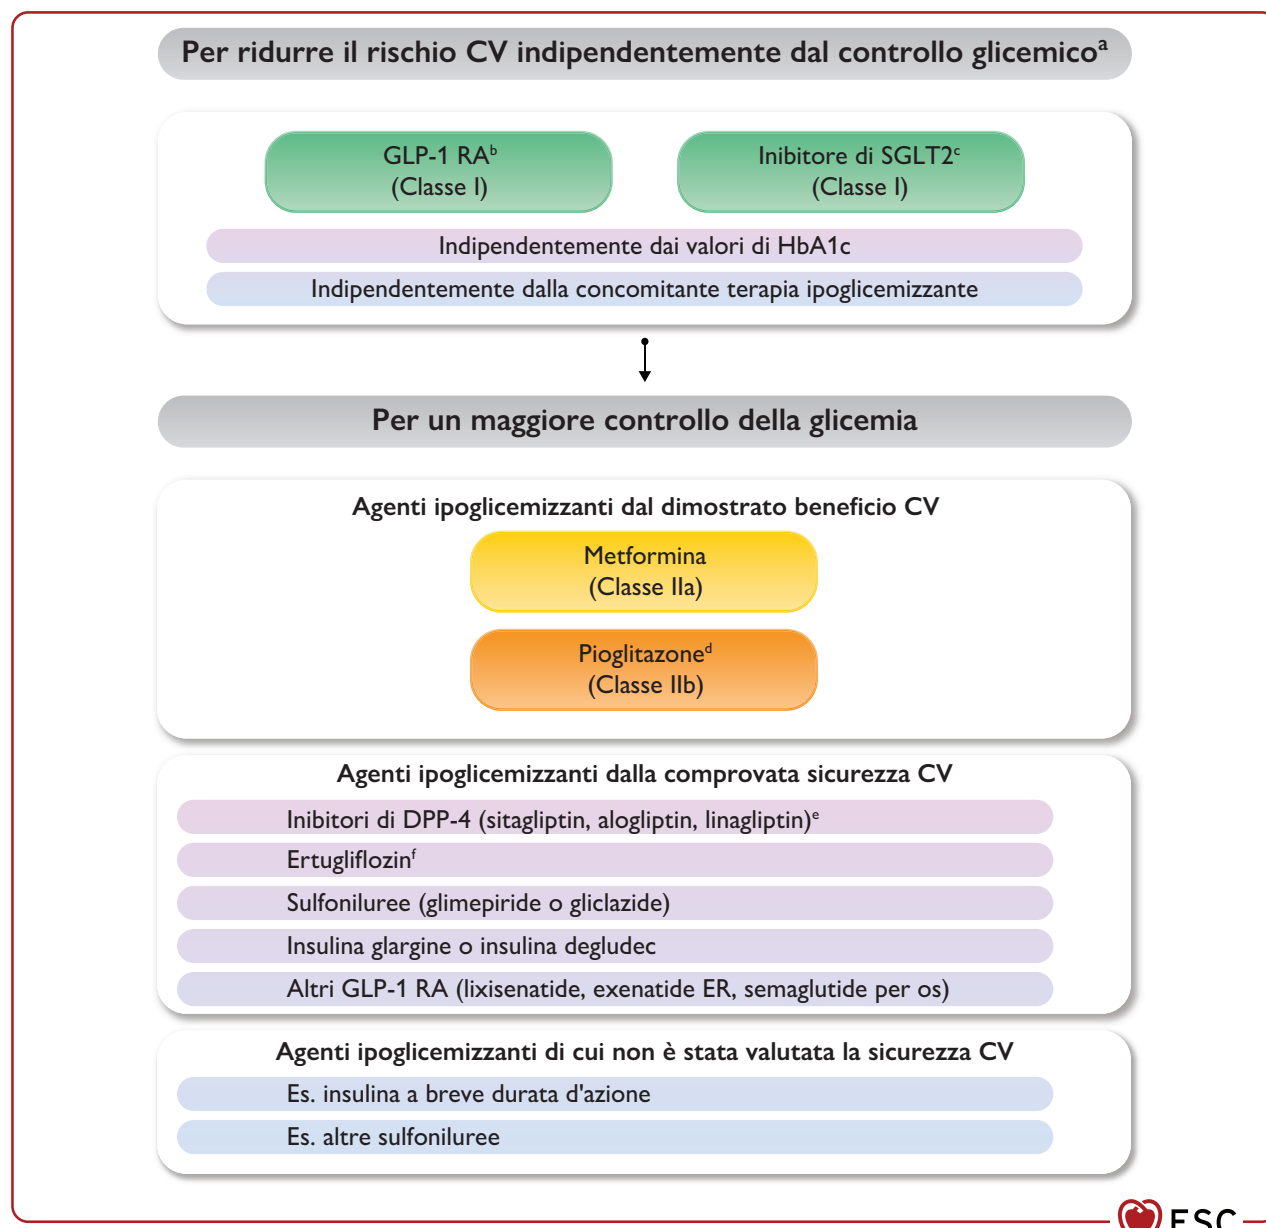 Per ridurre il rischio CV indipendentemente dal controllo glicemicoᵃ
GLP-1 RAᵇ
(Classe I)
Inibitore di SGLT2ᶜ
(Classe I)
Indipendentemente dai valori di HbA1c
Indipendentemente dalla concomitante terapia ipoglicemizzante
Per un maggiore controllo della glicemia
Agenti ipoglicemizzanti dal dimostrato beneficio CV
Metformina
(Classe IIa)
Pioglitazoneᵈ
(Classe IIb)
Agenti ipoglicemizzanti dalla comprovata sicurezza CV
Inibitori di DPP-4 (sitagliptin, alogliptin, linagliptin)ᵉ
Ertugliflozinᶠ
Sulfoniluree (glimepiride o gliclazide)
Insulina glargine o insulina degludec
Altri GLP-1 RA (lixisenatide, exenatide ER, semaglutide per os)
Agenti ipoglicemizzanti di cui non è stata valutata la sicurezza CV
Es. insulina a breve durata d'azione
Es. altre sulfoniluree
ESC